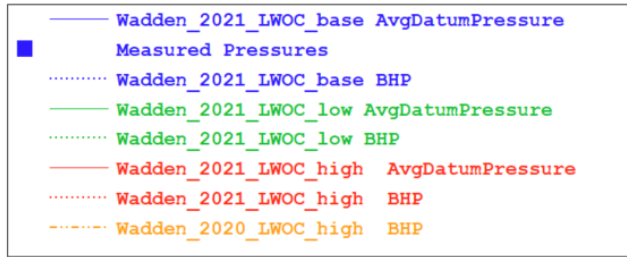 Wadden_2021_LWOC_base AvgDatumPressure
Measured Pressures
Wadden_2021_LWOC_base BHP
Wadden_2021_LWOC_low AvgDatumPressure
Wadden_2021_LWOC_low BHP
Wadden_2021_LWOC_high  AvgDatumPressure
Wadden_2021_LWOC_high  BHP
Wadden_2020_LWOC_high  BHP